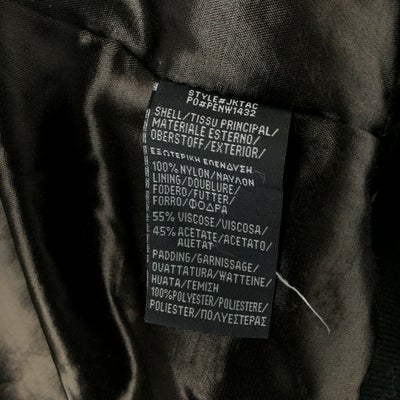 STYLE#JKTAC
PO#PENW1432
SHELL/TISSU PRINCIPAL/
MATERIALE ESTERNO/
OBERSTOFF/EXTERIOR/
ΕΞΩΤΕΡΙΚΗ ΕΠΕΝΔΥΣΗ
100% NYLON/ΝΑΥΛΟΝ
LINING/DOUBLURE/
FODERO/FUTTER/
FORRO/ΦΟΔΡΑ
55% VISCOSE/VISCOSA/
45% ACETATE/ACETATO/
AЦETAT
PADDING/GARNISSAGE/
OVATTATURA/WATTEINE/
HUATA/ΓΕΜΙΣΗ
100%POLYESTER/POLIESTERE/
POLIESTER/ΠΟΛΥΕΣΤΕΡΑΣ